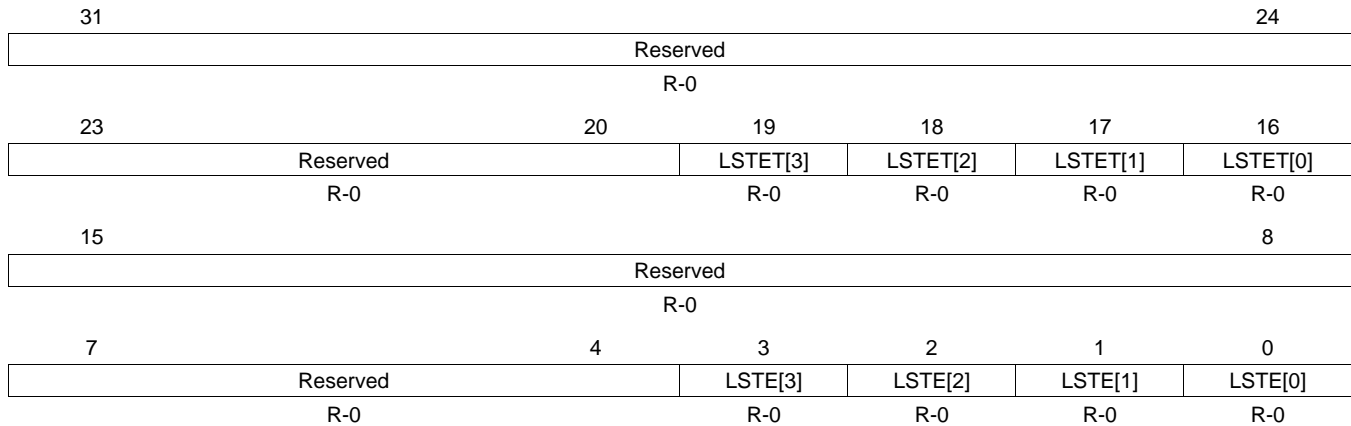 31 24
Reserved
R-0
23 20 19 18 17 16
Reserved LSTET[3] LSTET[2] LSTET[1] LSTET[0]
R-0 R-0 R-0 R-0 R-0
15 8
Reserved
R-0
7 4 3 2 1 0
Reserved LSTE[3] LSTE[2] LSTE[1] LSTE[0]
R-0 R-0 R-0 R-0 R-0